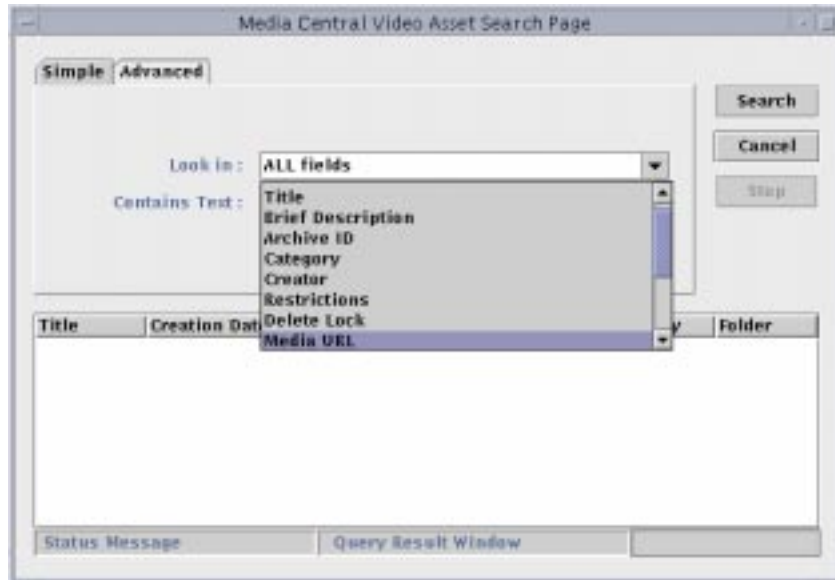 Media Central Video Asset Search Page
Simple Advanced
Search
Cancel
Stop
Look in : ALL fields
Contains Text :
Title
Brief Description
Archive ID
Category
Creator
Restrictions
Delete Lock
Media URL
Title Creation Dat y Folder
Status Message Query Result Window